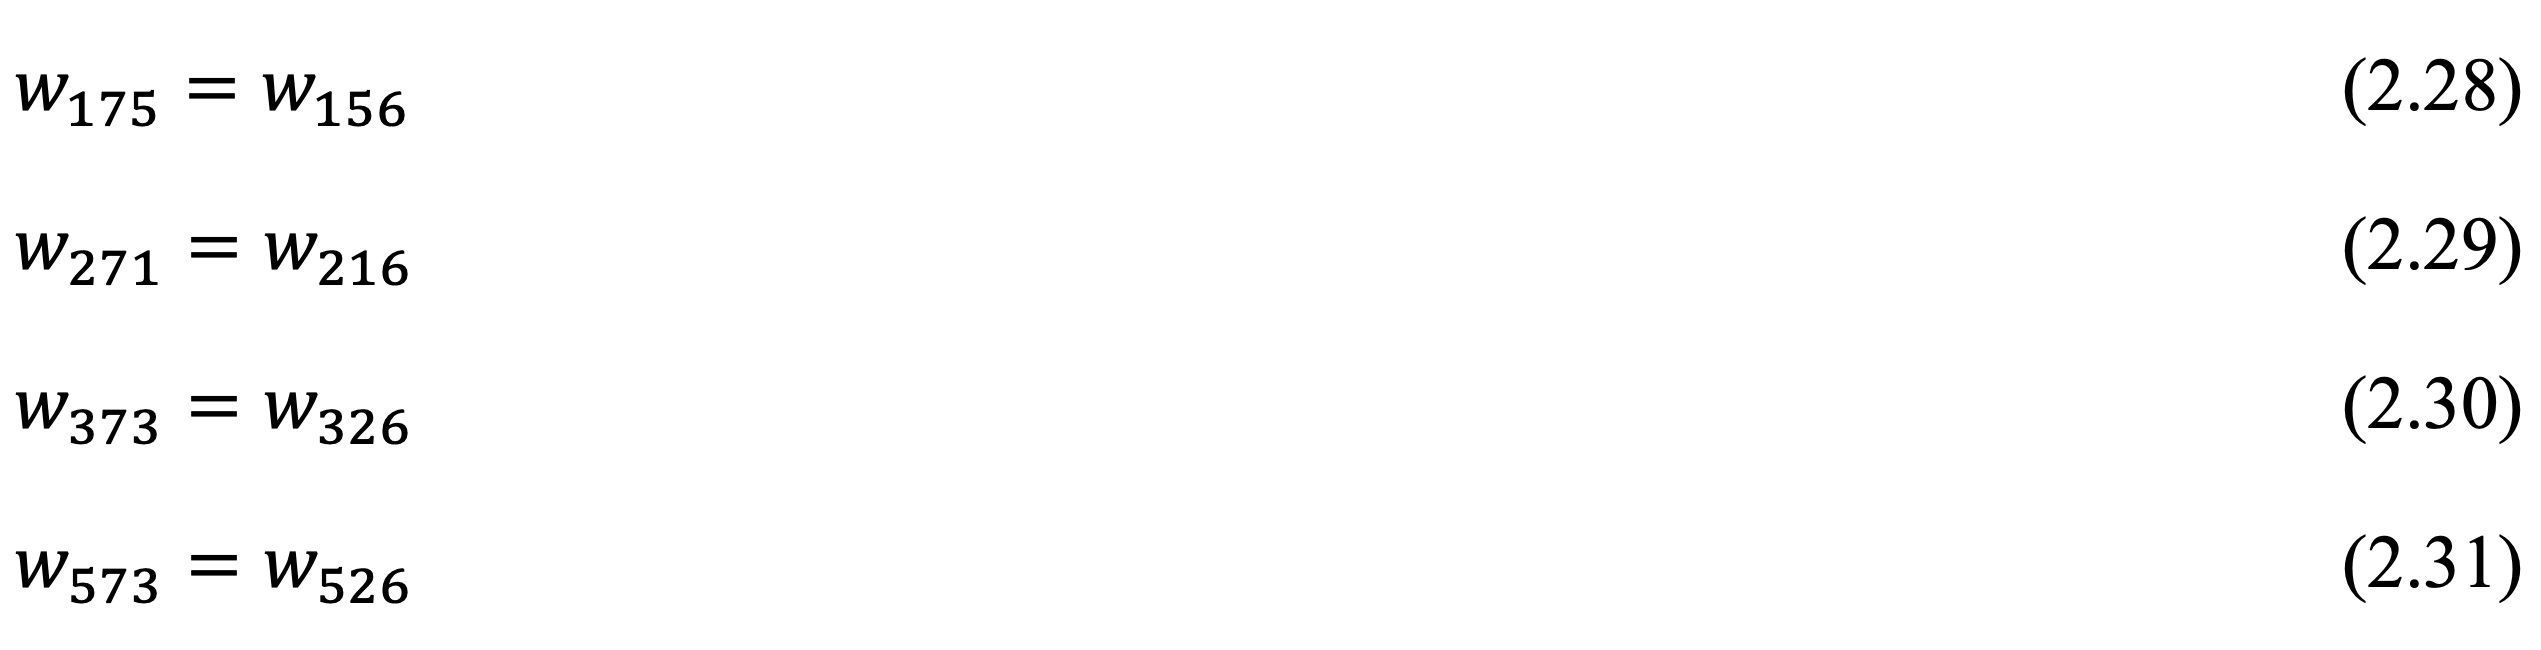 w₁₇₅ = w₁₅₆ (2.28)
w₂₇₁ = w₂₁₆ (2.29)
w₃₇₃ = w₃₂₆ (2.30)
w₅₇₃ = w₅₂₆ (2.31)